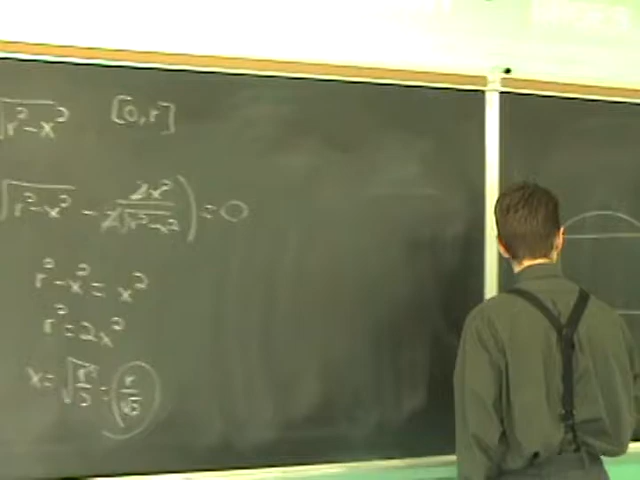 √r²-x² [0,r]
√r²-x² - 2x²/2√r²-x²) = 0
r²-x² = x²
r² = 2x²
x = √r²/2 = r/√2